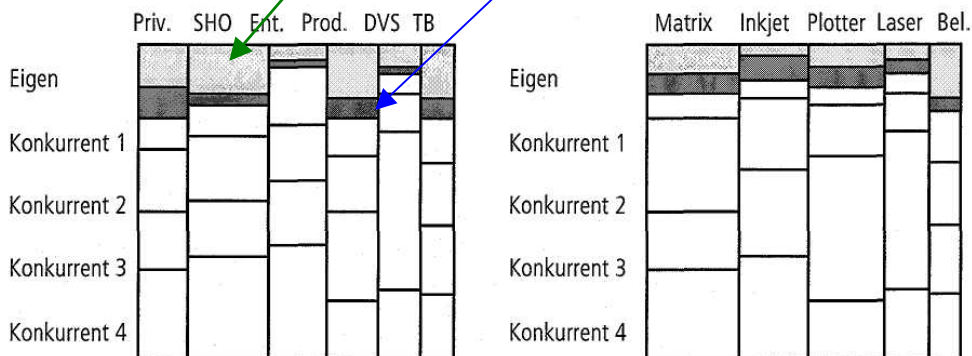 Priv. SHO Ent. Prod. DVS TB
Eigen
Konkurrent 1
Konkurrent 2
Konkurrent 3
Konkurrent 4
Matrix Inkjet Plotter Laser Bel.
Eigen
Konkurrent 1
Konkurrent 2
Konkurrent 3
Konkurrent 4